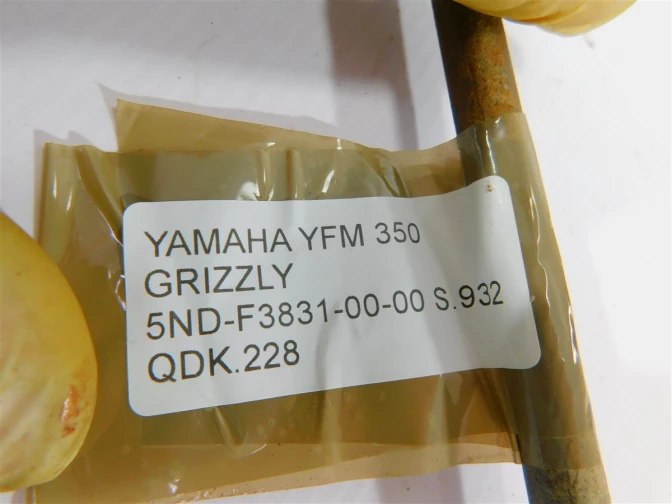 YAMAHA YFM 350
GRIZZLY
5ND-F3831-00-00 S.932
QDK.228